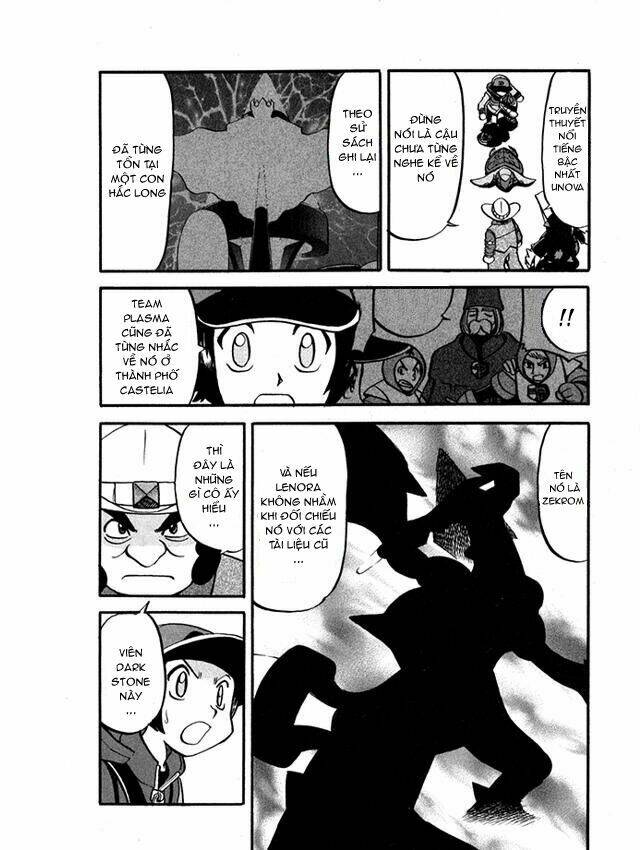 TRUYỀN
THUYẾT
NỔI
TIẾNG
BẬC
NHẤT
UNOVA
ĐỪNG
NÓI LÀ CẬU
CHƯA TỪNG
NGHE KỂ VỀ
NÓ
THEO
SỬ
SÁCH
GHI LẠI
...
ĐÃ TỪNG
TỒN TẠI
MỘT CON
HẮC LONG
!!
TEAM
PLASMA
CŨNG ĐÃ
TỪNG NHẮC
VỀ NÓ Ở
THÀNH PHỐ
CASTELIA
TÊN
NÓ LÀ
ZEKROM
VÀ NẾU
LENORA
KHÔNG NHẦM
KHI ĐỐI CHIẾU
NÓ VỚI CÁC
TÀI LIỆU CŨ
...
THÌ
ĐÂY LÀ
NHỮNG
GÌ CÔ ẤY
HIỂU
...
VIÊN
DARK
STONE
NÀY
...